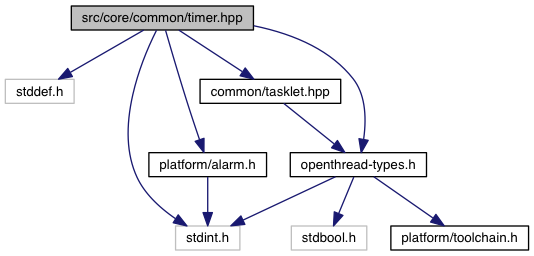 src/core/common/timer.hpp
stddef.h
common/tasklet.hpp
platform/alarm.h
openthread-types.h
stdint.h
stdbool.h
platform/toolchain.h